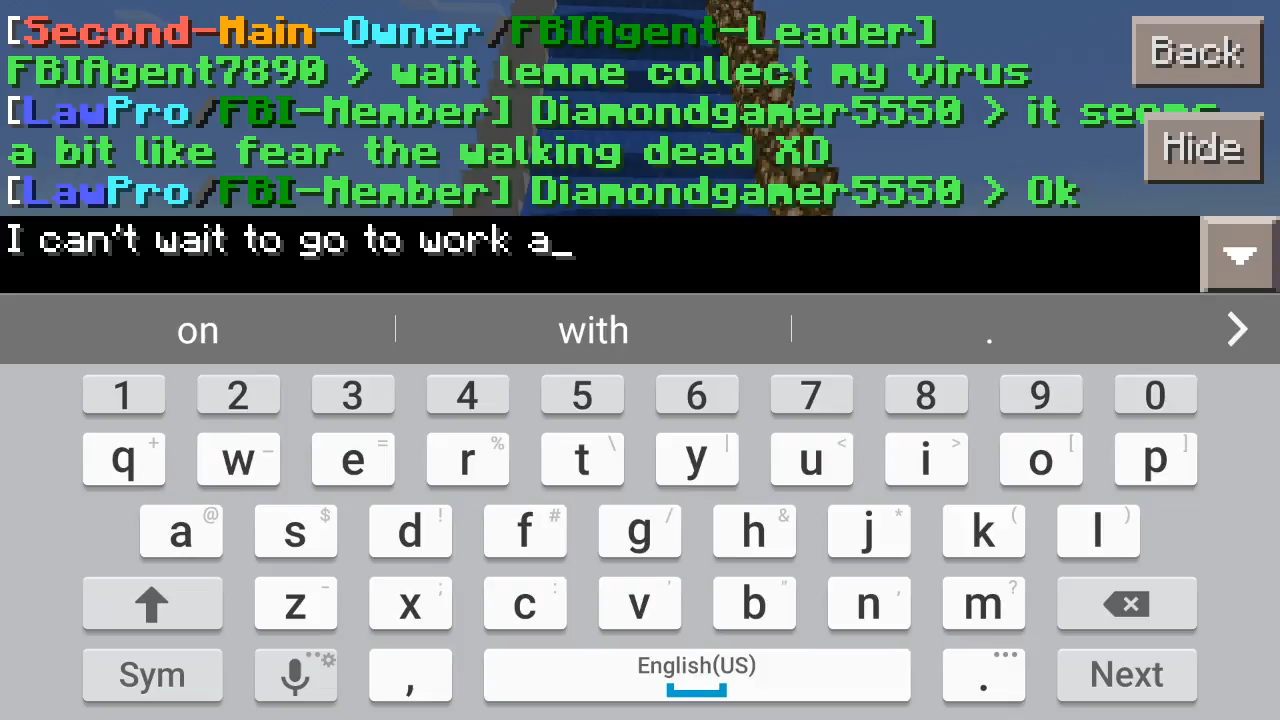 [Second-Main-Owner/FBIAgent-Leader]
FBIAgent7890 > wait lemme collect my virus
[LawPro/FBI-Member] Diamondgamer5550 > it seems
a bit like fear the walking dead XD
[LawPro/FBI-Member] Diamondgamer5550 > Ok
Back
Hide
I can't wait to go to work a_
on with .
1 2 3 4 5 6 7 8 9 0
q + w _ e = r % t \ y | u < i > o [ p ]
a @ s $ d ! f # g / h & j * k ( l )
z - x ; c : v ' b " n , m ?
Sym , English(US) . Next